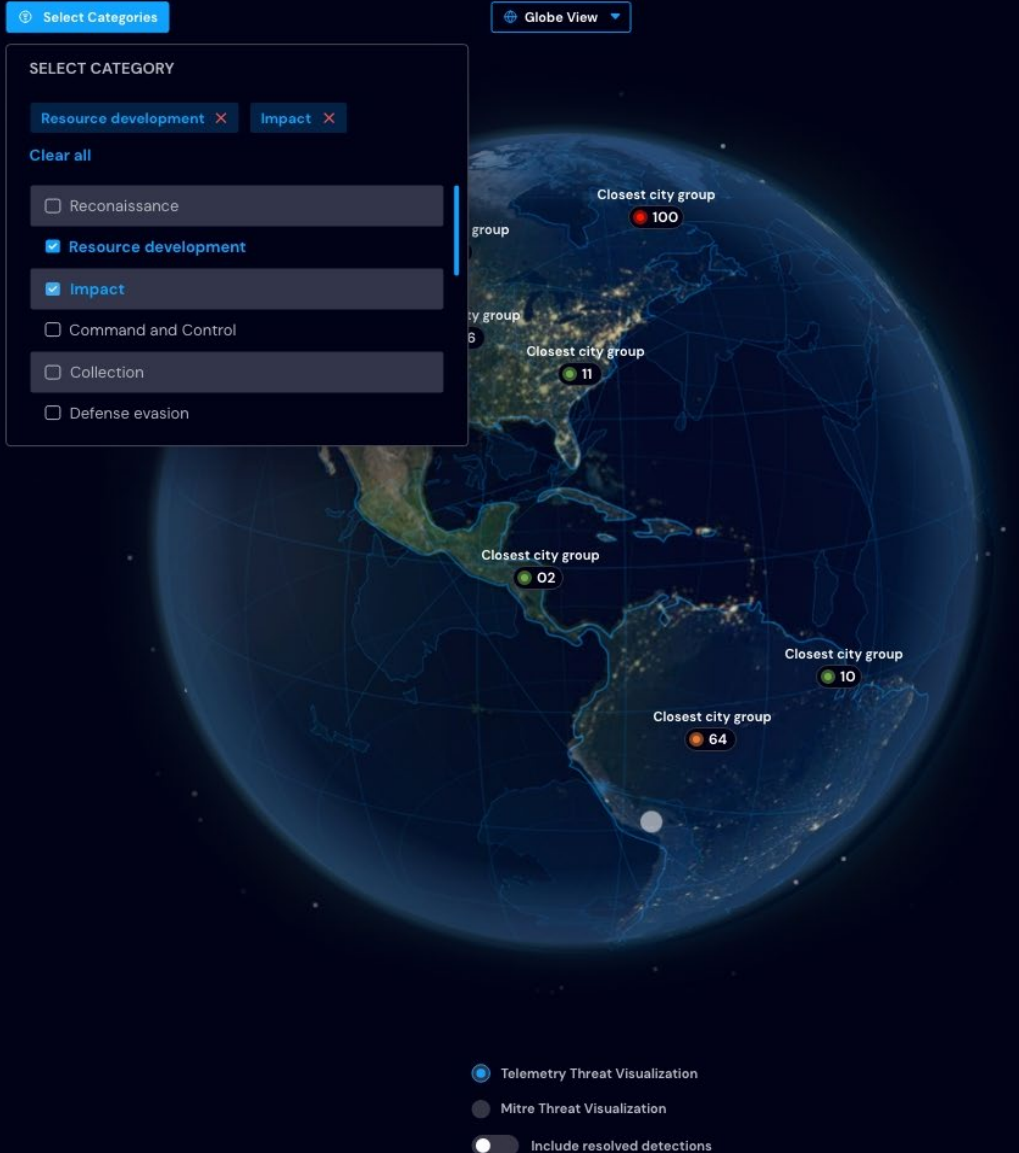 Select Categories
Globe View
SELECT CATEGORY
Resource development
Impact
Clear all
Reconaissance
Resource development
Impact
Command and Control
Collection
Defense evasion
Closest city group
100
group
group
6
Closest city group
11
Closest city group
02
Closest city group
10
Closest city group
64
Telemetry Threat Visualization
Mitre Threat Visualization
Include resolved detections